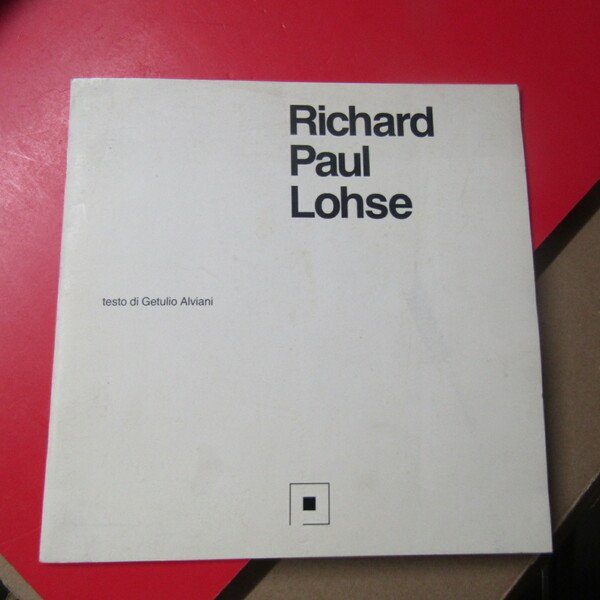 Richard
Paul
Lohse
testo di Getulio Alviani